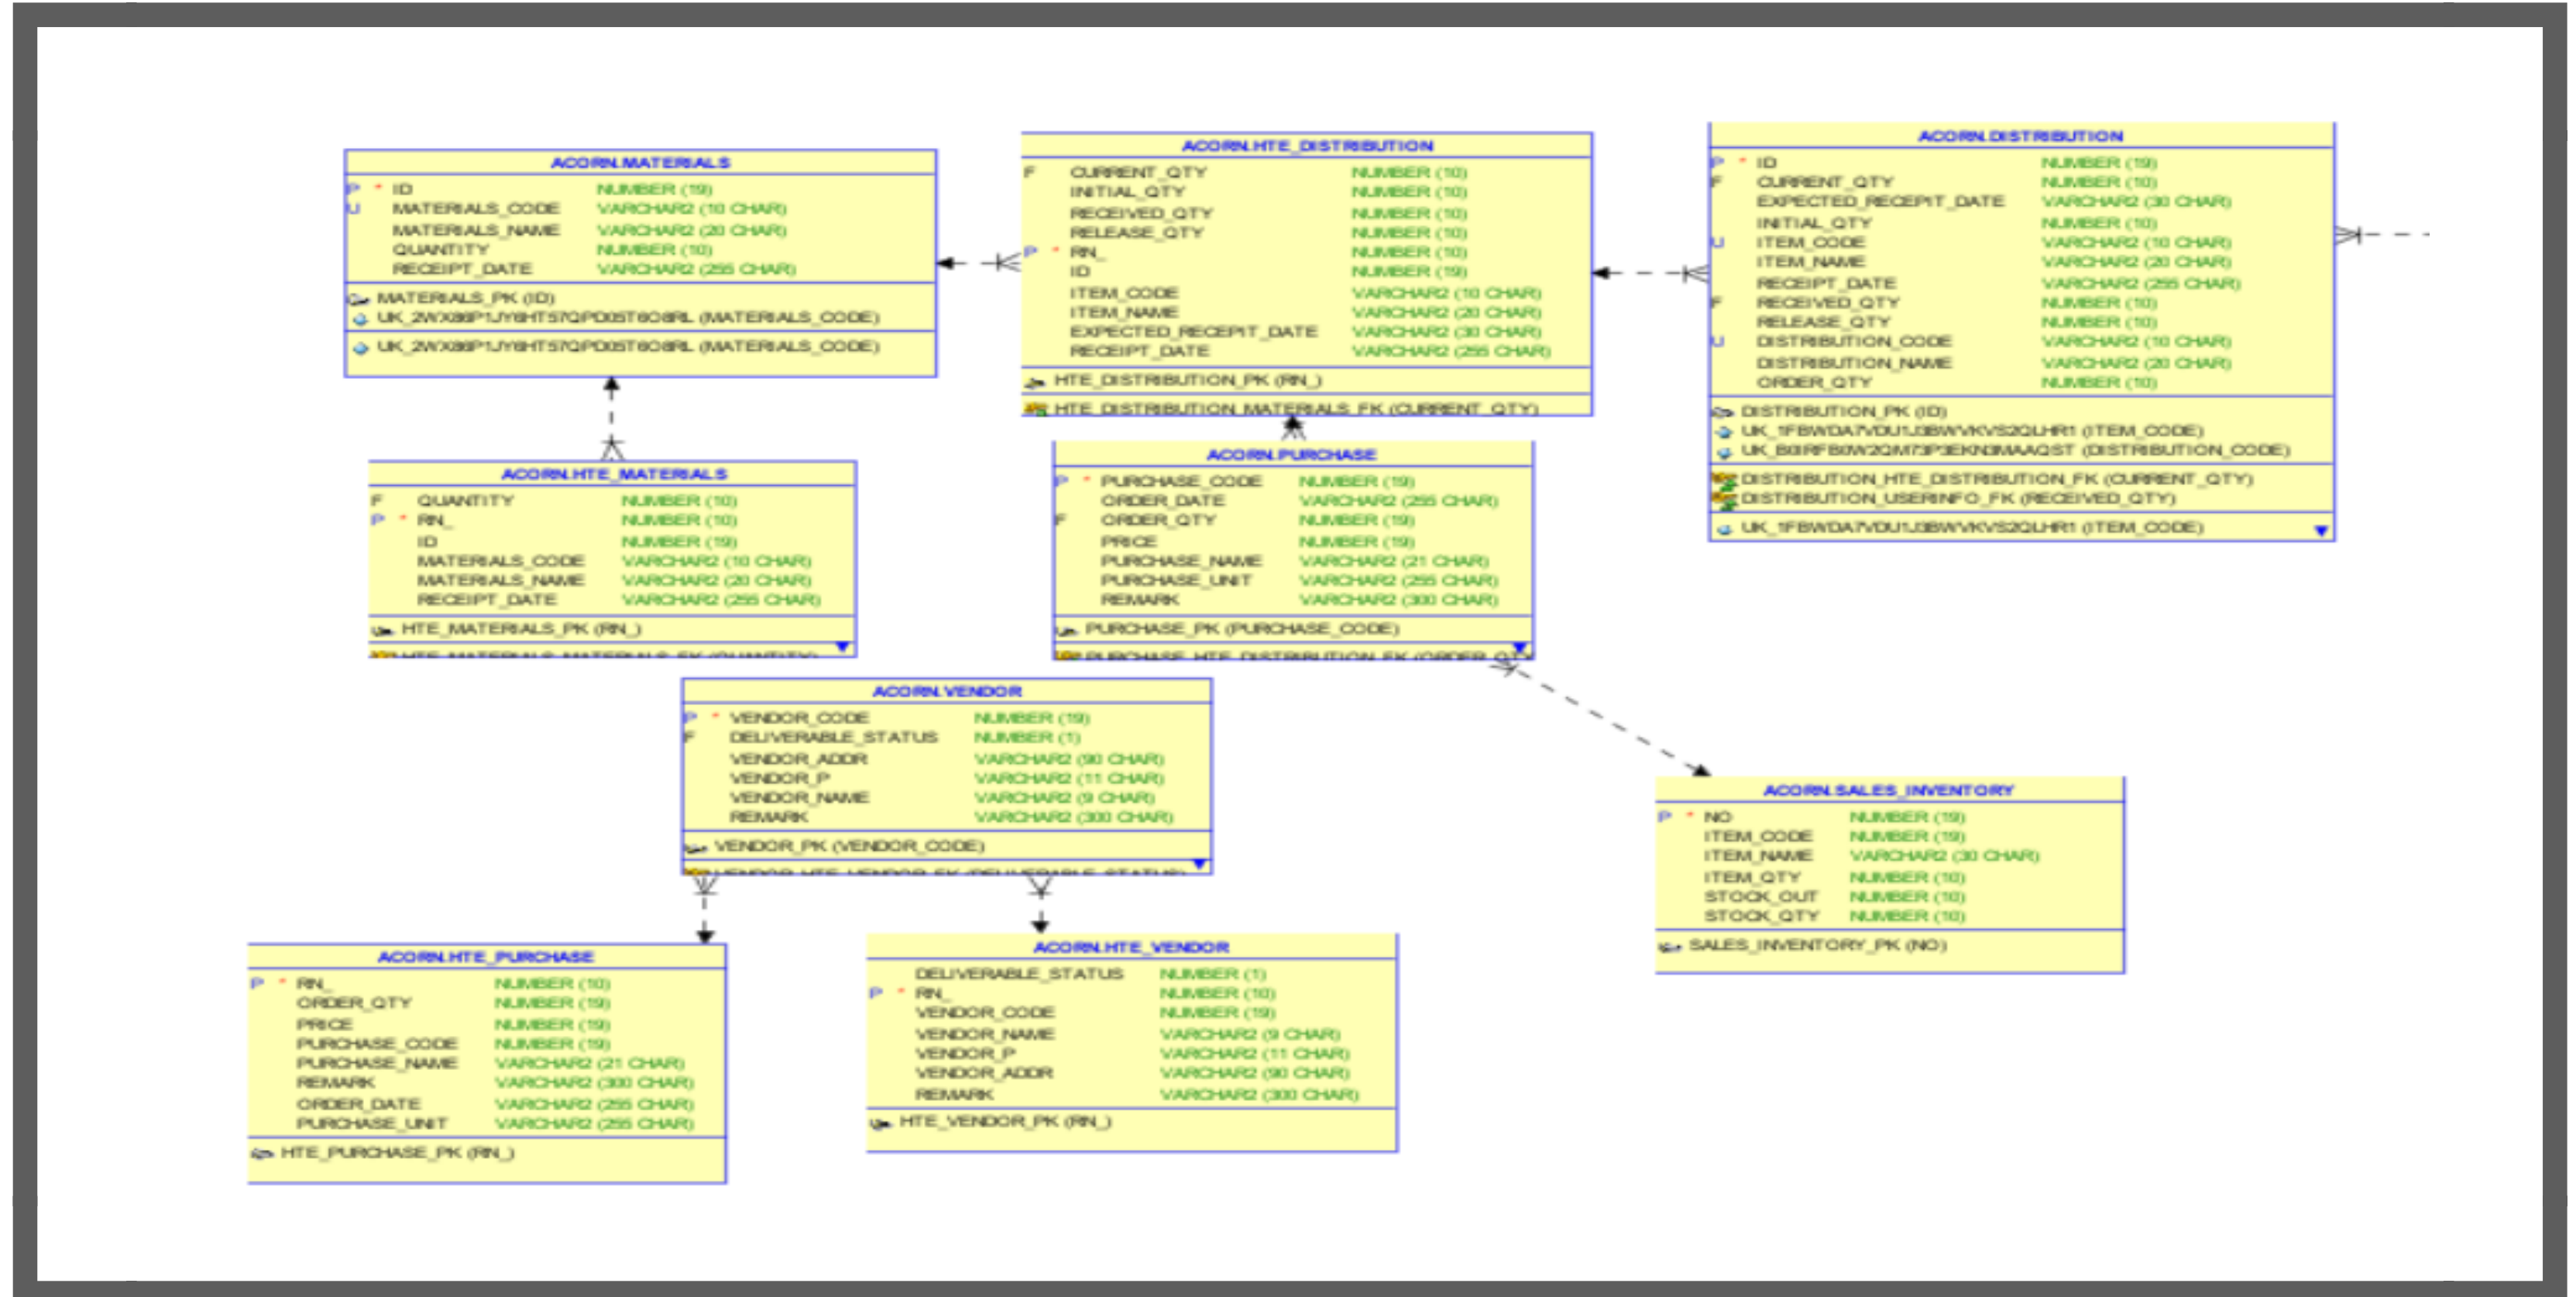 ACORN.MATERIALS
P * ID NUMBER (19)
U MATERIALS_CODE VARCHAR2 (10 CHAR)
MATERIALS_NAME VARCHAR2 (20 CHAR)
QUANTITY NUMBER (10)
RECEIPT_DATE VARCHAR2 (255 CHAR)
MATERIALS_PK (ID)
(MATERIALS_CODE)
(MATERIALS_CODE)
ACORN.HTE_DISTRIBUTION
F CURRENT_QTY NUMBER (10)
INITIAL_QTY NUMBER (10)
RECEIVED_QTY NUMBER (10)
RELEASE_QTY NUMBER (10)
P * RN_ NUMBER (10)
ID NUMBER (19)
ITEM_CODE VARCHAR2 (10 CHAR)
ITEM_NAME VARCHAR2 (20 CHAR)
EXPECTED_RECEPIT_DATE VARCHAR2 (30 CHAR)
RECEIPT_DATE VARCHAR2 (255 CHAR)
HTE_DISTRIBUTION_PK (RN_)
HTE_DISTRIBUTION_MATERIALS_FK (CURRENT_QTY)
ACORN.DISTRIBUTION
P * ID NUMBER (19)
F CURRENT_QTY NUMBER (10)
EXPECTED_RECEPIT_DATE VARCHAR2 (30 CHAR)
INITIAL_QTY NUMBER (10)
U ITEM_CODE VARCHAR2 (10 CHAR)
ITEM_NAME VARCHAR2 (20 CHAR)
RECEIPT_DATE VARCHAR2 (255 CHAR)
F RECEIVED_QTY NUMBER (10)
RELEASE_QTY NUMBER (10)
U DISTRIBUTION_CODE VARCHAR2 (10 CHAR)
DISTRIBUTION_NAME VARCHAR2 (20 CHAR)
ORDER_QTY NUMBER (10)
DISTRIBUTION_PK (ID)
(ITEM_CODE)
(DISTRIBUTION_CODE)
DISTRIBUTION_HTE_DISTRIBUTION_FK (CURRENT_QTY)
DISTRIBUTION_USERINFO_FK (RECEIVED_QTY)
(ITEM_CODE)
ACORN.HTE_MATERIALS
F QUANTITY NUMBER (10)
P * RN_ NUMBER (10)
ID NUMBER (19)
MATERIALS_CODE VARCHAR2 (10 CHAR)
MATERIALS_NAME VARCHAR2 (20 CHAR)
RECEIPT_DATE VARCHAR2 (255 CHAR)
HTE_MATERIALS_PK (RN_)
HTE_MATERIALS_MATERIALS_FK (QUANTITY)
ACORN.PURCHASE
P * PURCHASE_CODE NUMBER (19)
ORDER_DATE VARCHAR2 (255 CHAR)
F ORDER_QTY NUMBER (19)
PRICE NUMBER (19)
PURCHASE_NAME VARCHAR2 (21 CHAR)
PURCHASE_UNIT VARCHAR2 (255 CHAR)
REMARK VARCHAR2 (300 CHAR)
PURCHASE_PK (PURCHASE_CODE)
PURCHASE_HTE_DISTRIBUTION_FK (ORDER_QTY
ACORN.VENDOR
P * VENDOR_CODE NUMBER (19)
F DELIVERABLE_STATUS NUMBER (1)
VENDOR_ADDR VARCHAR2 (90 CHAR)
VENDOR_P VARCHAR2 (11 CHAR)
VENDOR_NAME VARCHAR2 (9 CHAR)
REMARK VARCHAR2 (300 CHAR)
VENDOR_PK (VENDOR_CODE)
VENDOR_HTE_VENDOR_FK (DELIVERABLE_STATUS)
ACORN.SALES_INVENTORY
P * NO NUMBER (19)
ITEM_CODE NUMBER (19)
ITEM_NAME VARCHAR2 (30 CHAR)
ITEM_QTY NUMBER (10)
STOCK_OUT NUMBER (10)
STOCK_QTY NUMBER (10)
SALES_INVENTORY_PK (NO)
ACORN.HTE_PURCHASE
P * RN_ NUMBER (10)
ORDER_QTY NUMBER (19)
PRICE NUMBER (19)
PURCHASE_CODE NUMBER (19)
PURCHASE_NAME VARCHAR2 (21 CHAR)
REMARK VARCHAR2 (300 CHAR)
ORDER_DATE VARCHAR2 (255 CHAR)
PURCHASE_UNIT VARCHAR2 (255 CHAR)
HTE_PURCHASE_PK (RN_)
ACORN.HTE_VENDOR
DELIVERABLE_STATUS NUMBER (1)
P * RN_ NUMBER (10)
VENDOR_CODE NUMBER (19)
VENDOR_NAME VARCHAR2 (9 CHAR)
VENDOR_P VARCHAR2 (11 CHAR)
VENDOR_ADDR VARCHAR2 (90 CHAR)
REMARK VARCHAR2 (300 CHAR)
HTE_VENDOR_PK (RN_)